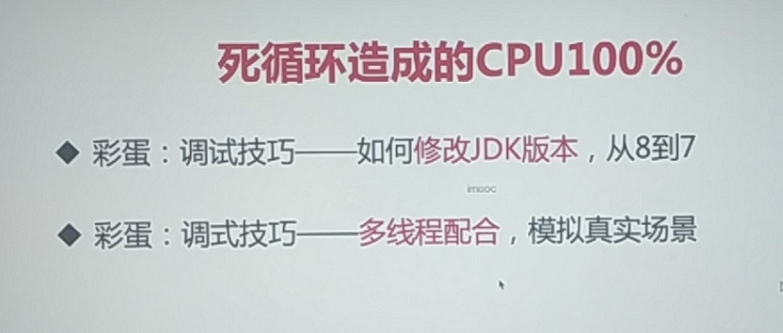 死循环造成的CPU100%
◆ 彩蛋：调试技巧——如何修改JDK版本，从8到7
imooc
◆ 彩蛋：调式技巧——多线程配合，模拟真实场景